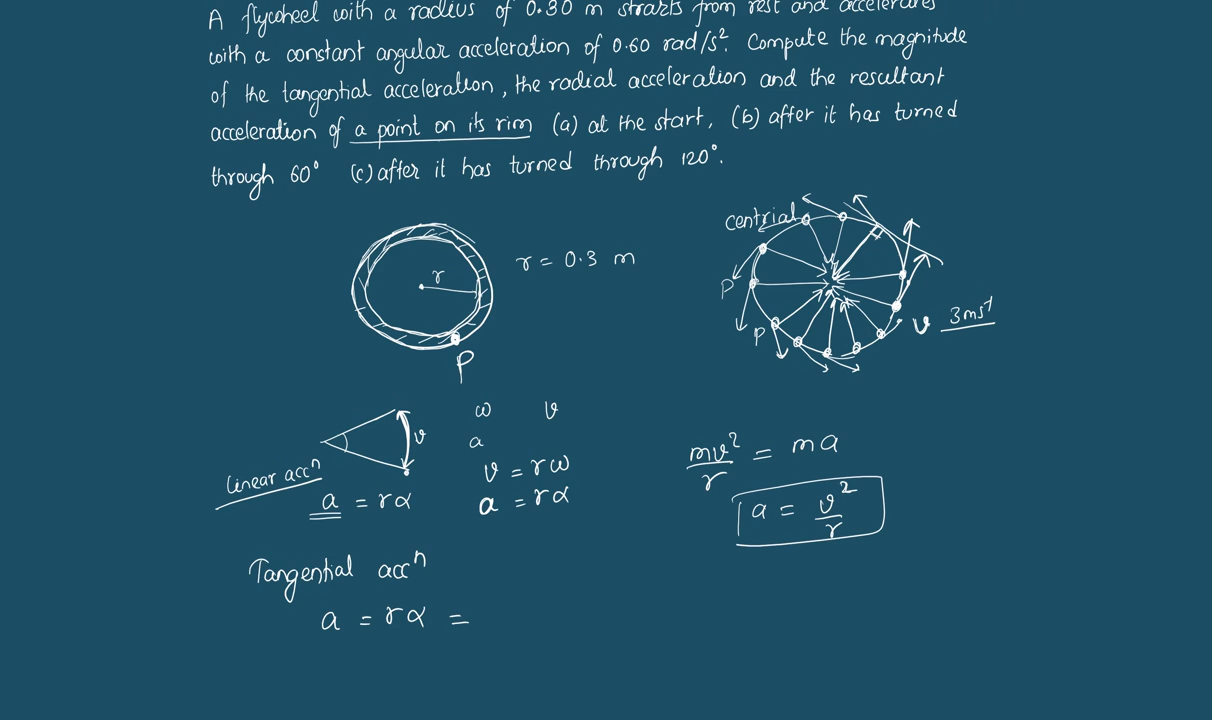 A flywheel with a radius of 0.30 m starts from rest and accelerates
with a constant angular acceleration of 0.60 rad/s². Compute the magnitude
of the tangential acceleration, the radial acceleration and the resultant
acceleration of a point on its rim (a) at the start, (b) after it has turned
through 60° (c) after it has turned through 120°.
centrial
r
r = 0.3 m
P
P
P
v 3ms⁻¹
ω v
v
a
v = rω
linear accⁿ
a = rα
a = rα
mv²/r = ma
a = v²/r
Tangential accⁿ
a = rα =